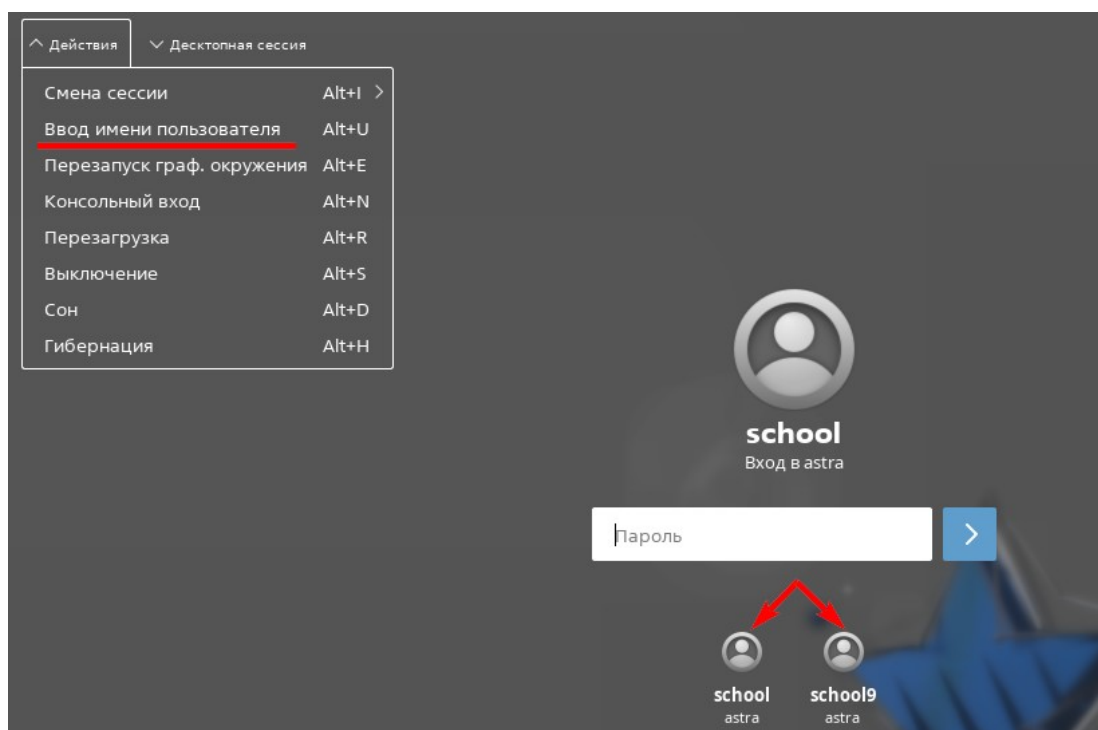 Действия
Десктопная сессия
Смена сессии Alt+I
Ввод имени пользователя Alt+U
Перезапуск граф. окружения Alt+E
Консольный вход Alt+N
Перезагрузка Alt+R
Выключение Alt+S
Сон Alt+D
Гибернация Alt+H
school
Вход в astra
Пароль
school school9
astra astra